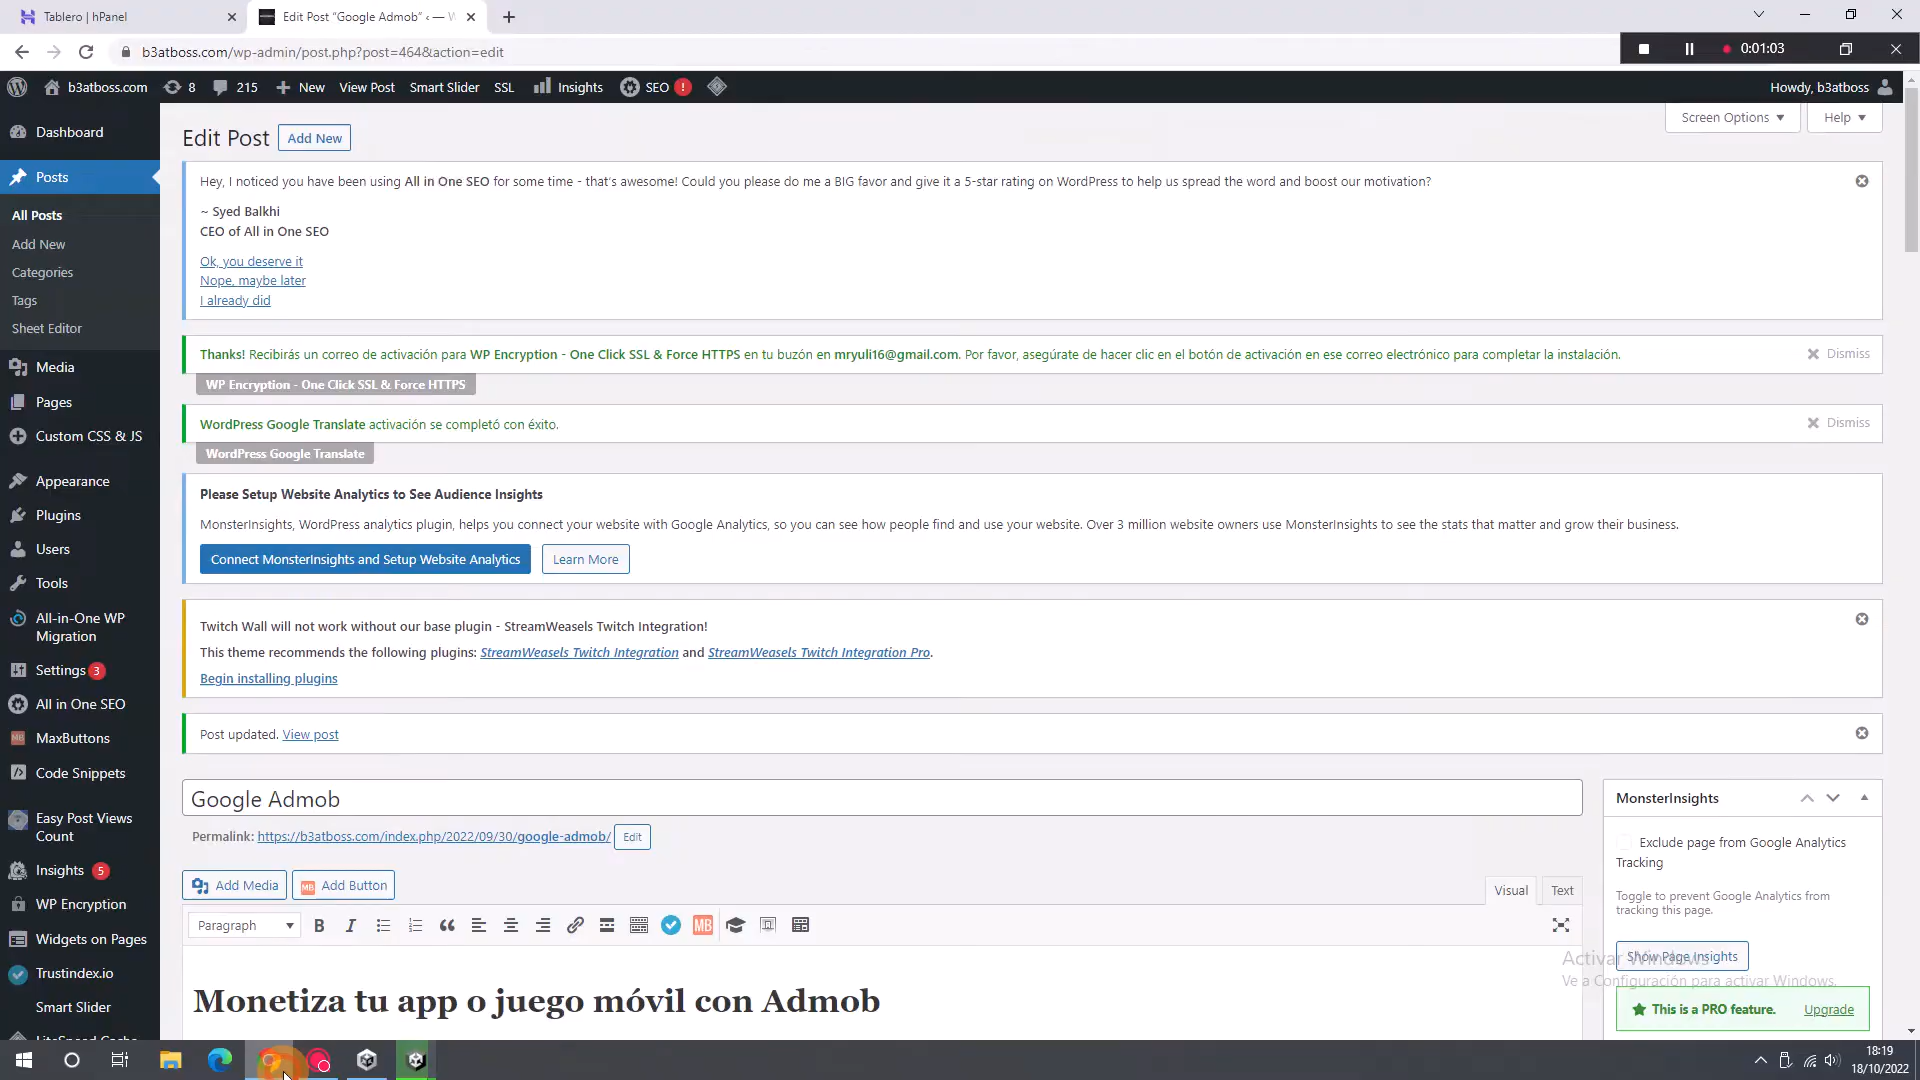 Tablero | hPanel
Edit Post “Google Admob” ‹ —
b3atboss.com/wp-admin/post.php?post=464&action=edit
0:01:03
b3atboss.com
8
215
New
View Post
Smart Slider
SSL
Insights
SEO
!
Howdy, b3atboss
Dashboard
Posts
All Posts
Add New
Categories
Tags
Sheet Editor
Media
Pages
Custom CSS & JS
Appearance
Plugins
Users
Tools
All-in-One WP
Migration
Settings 3
All in One SEO
MaxButtons
Code Snippets
Easy Post Views
Count
Insights 5
WP Encryption
Widgets on Pages
Trustindex.io
Smart Slider
LiteSpeed Cache
Screen Options
Help
Edit Post
Add New
Hey, I noticed you have been using All in One SEO for some time - that’s awesome! Could you please do me a BIG favor and give it a 5-star rating on WordPress to help us spread the word and boost our motivation?
~ Syed Balkhi
CEO of All in One SEO
Ok, you deserve it
Nope, maybe later
I already did
Thanks! Recibirás un correo de activación para WP Encryption - One Click SSL & Force HTTPS en tu buzón en mryuli16@gmail.com. Por favor, asegúrate de hacer clic en el botón de activación en ese correo electrónico para completar la instalación.
Dismiss
WP Encryption - One Click SSL & Force HTTPS
WordPress Google Translate activación se completó con éxito.
Dismiss
WordPress Google Translate
Please Setup Website Analytics to See Audience Insights
MonsterInsights, WordPress analytics plugin, helps you connect your website with Google Analytics, so you can see how people find and use your website. Over 3 million website owners use MonsterInsights to see the stats that matter and grow their business.
Connect MonsterInsights and Setup Website Analytics
Learn More
Twitch Wall will not work without our base plugin - StreamWeasels Twitch Integration!
This theme recommends the following plugins: StreamWeasels Twitch Integration and StreamWeasels Twitch Integration Pro.
Begin installing plugins
Post updated. View post
Google Admob
Permalink: https://b3atboss.com/index.php/2022/09/30/google-admob/ Edit
Add Media
MB Add Button
Visual
Text
Paragraph
B
I
MB
Monetiza tu app o juego móvil con Admob
MonsterInsights
Exclude page from Google Analytics
Tracking
Toggle to prevent Google Analytics from
tracking this page.
Show Page Insights
Activar Windows
Ve a Configuración para activar Windows.
This is a PRO feature.
Upgrade
18:19
18/10/2022